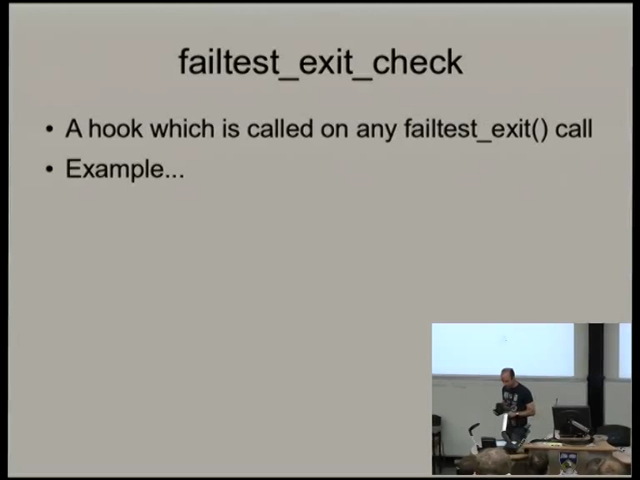 failtest_exit_check
• A hook which is called on any failtest_exit() call
• Example...